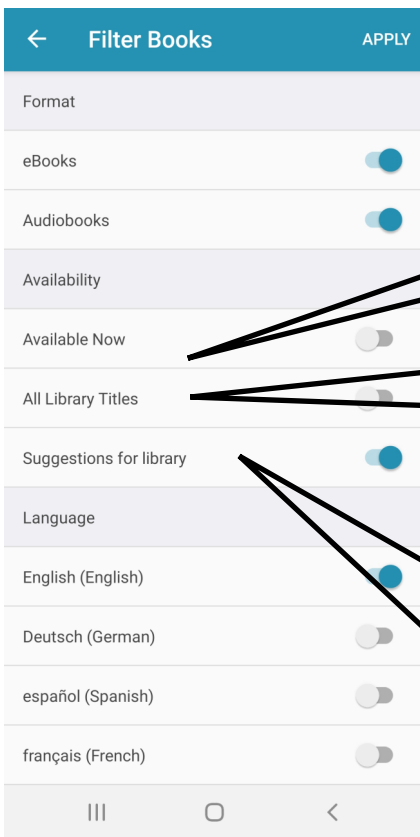 Filter Books APPLY
Format
eBooks
Audiobooks
Availability
Available Now
All Library Titles
Suggestions for library
Language
English (English)
Deutsch (German)
español (Spanish)
français (French)